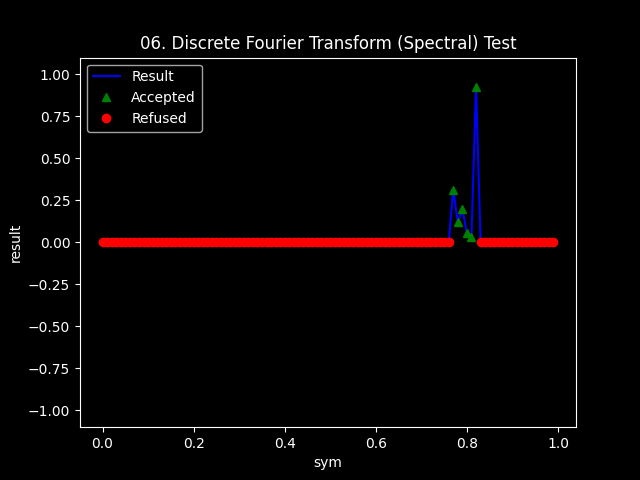 06. Discrete Fourier Transform (Spectral) Test
Result
Accepted
Refused
1.00
0.75
0.50
0.25
0.00
−0.25
−0.50
−0.75
−1.00
result
0.0 0.2 0.4 0.6 0.8 1.0
sym